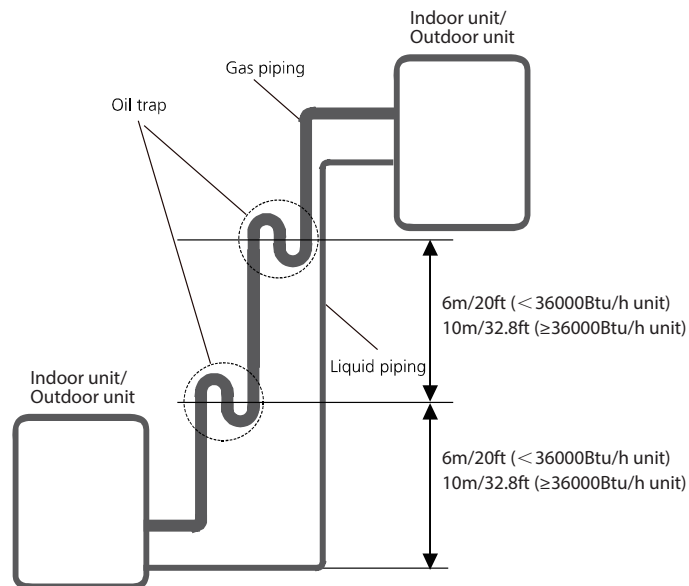 Indoor unit/
Outdoor unit
Gas piping
Oil trap
6m/20ft (<36000Btu/h unit)
10m/32.8ft (≥36000Btu/h unit)
Liquid piping
Indoor unit/
Outdoor unit
6m/20ft (<36000Btu/h unit)
10m/32.8ft (≥36000Btu/h unit)